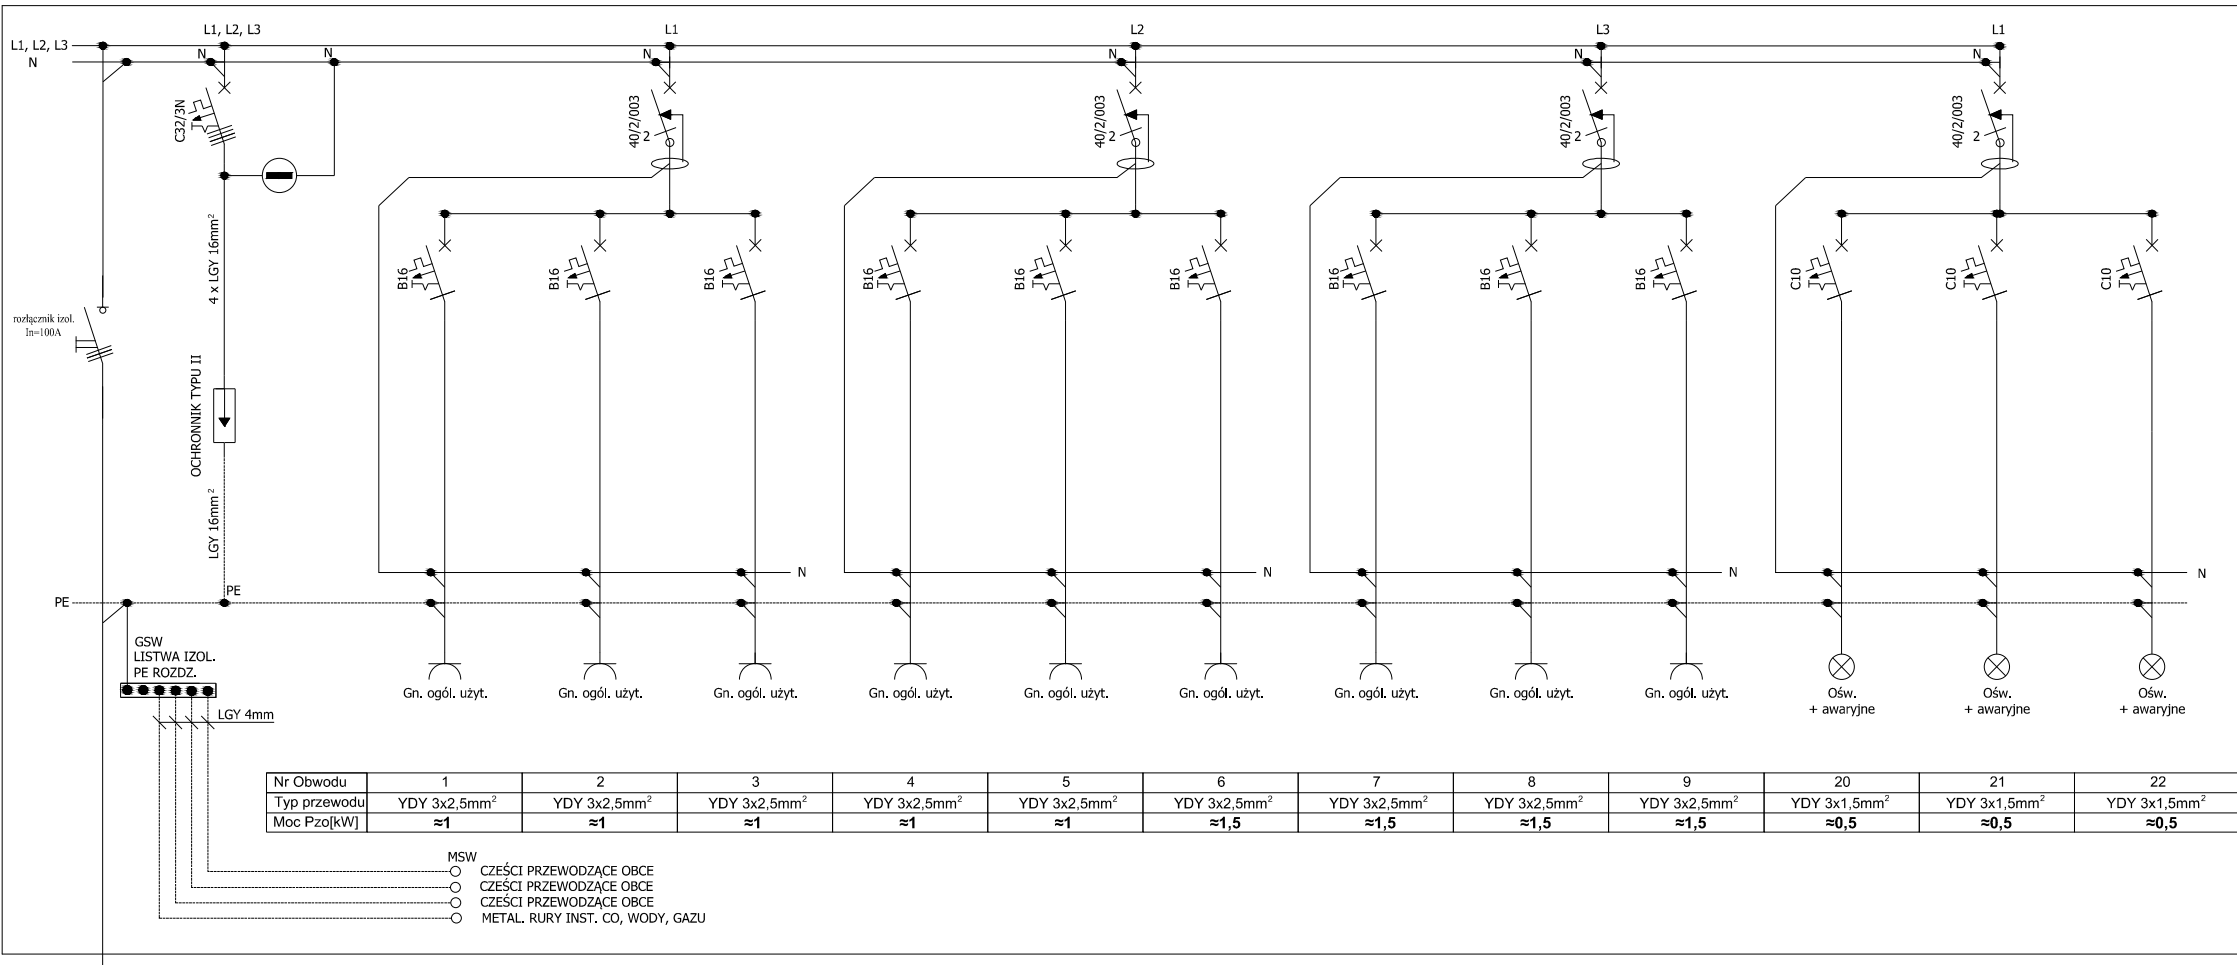 L1, L2, L3
L1
L2
L3
L1
L1, L2, L3
N
N
N
N
N
N
N
C32/3N
40/2/003
2
40/2/003
2
40/2/003
2
40/2/003
2
4 x LGY 16mm²
B16
B16
B16
B16
B16
B16
B16
B16
B16
C10
C10
C10
rozłącznik izol.
In=100A
OCHRONNIK TYPU II
LGY 16mm²
N
N
N
N
PE
PE
GSW
LISTWA IZOL.
PE ROZDZ.
LGY 4mm
Gn. ogól. użyt.
Gn. ogól. użyt.
Gn. ogól. użyt.
Gn. ogól. użyt.
Gn. ogól. użyt.
Gn. ogól. użyt.
Gn. ogól. użyt.
Gn. ogól. użyt.
Gn. ogól. użyt.
Ośw.
+ awaryjne
Ośw.
+ awaryjne
Ośw.
+ awaryjne
Nr Obwodu 1 2 3 4 5 6 7 8 9 20 21 22
Typ przewodu YDY 3x2,5mm² YDY 3x2,5mm² YDY 3x2,5mm² YDY 3x2,5mm² YDY 3x2,5mm² YDY 3x2,5mm² YDY 3x2,5mm² YDY 3x2,5mm² YDY 3x2,5mm² YDY 3x1,5mm² YDY 3x1,5mm² YDY 3x1,5mm²
Moc Pzo[kW] ≈1 ≈1 ≈1 ≈1 ≈1 ≈1,5 ≈1,5 ≈1,5 ≈1,5 ≈0,5 ≈0,5 ≈0,5
MSW
CZEŚCI PRZEWODZĄCE OBCE
CZEŚCI PRZEWODZĄCE OBCE
CZEŚCI PRZEWODZĄCE OBCE
METAL. RURY INST. CO, WODY, GAZU